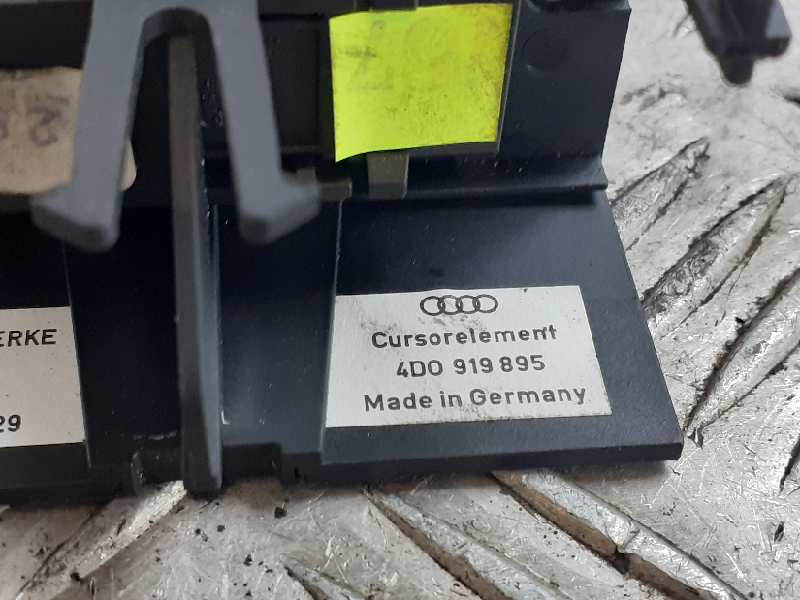 ERKE
29
Cursorelement
4D0 919 895
Made in Germany